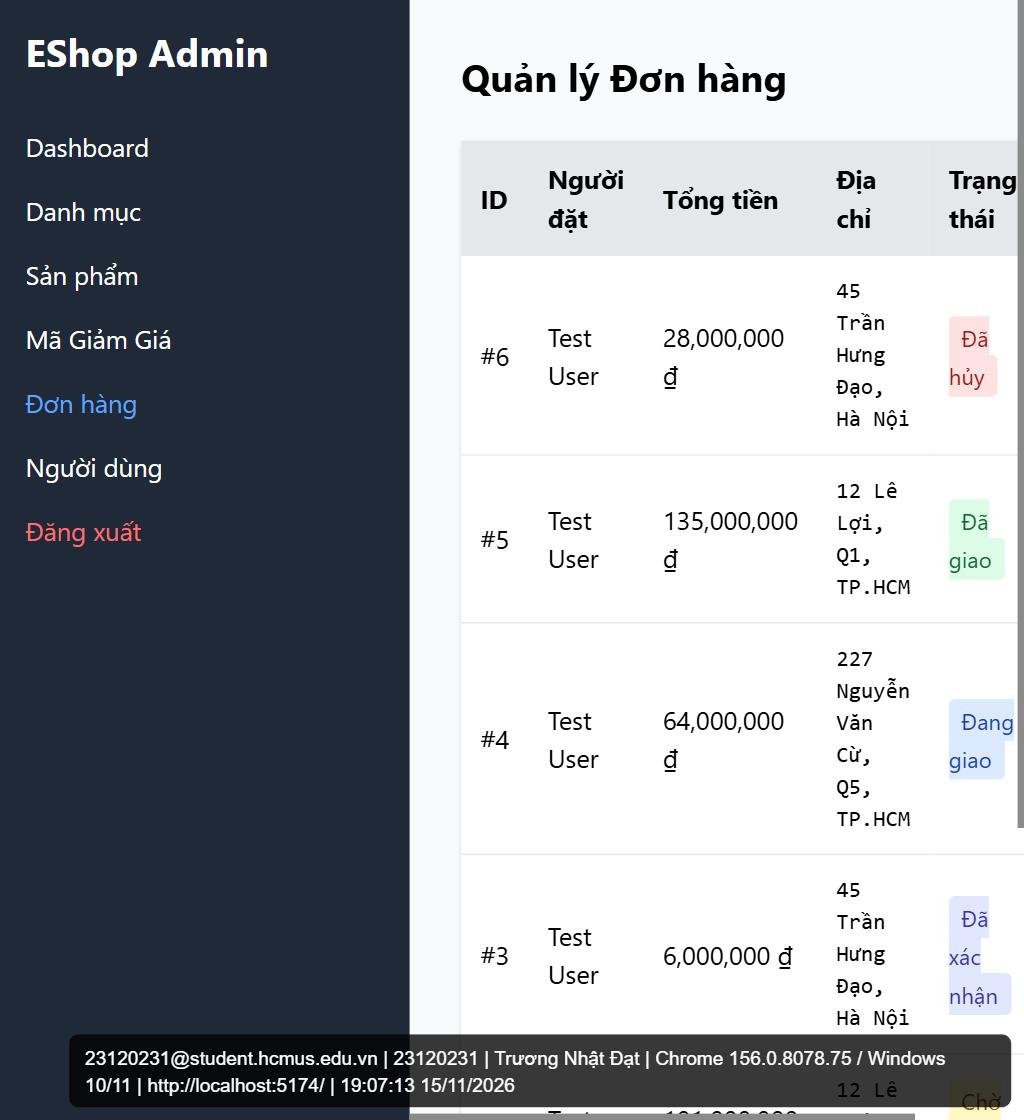 EShop Admin
Dashboard
Danh mục
Sản phẩm
Mã Giảm Giá
Đơn hàng
Người dùng
Đăng xuất
Quản lý Đơn hàng
ID
Người
đặt
Tổng tiền
Địa
chỉ
Trạng
thái
#6
Test
User
28,000,000
₫
45
Trần
Hưng
Đạo,
Hà Nội
Đã
hủy
#5
Test
User
135,000,000
₫
12 Lê
Lợi,
Q1,
TP.HCM
Đã
giao
#4
Test
User
64,000,000
₫
227
Nguyễn
Văn
Cừ,
Q5,
TP.HCM
Đang
giao
#3
Test
User
6,000,000 ₫
45
Trần
Hưng
Đạo,
Hà Nội
Đã
xác
nhận
12 Lê
Chờ
23120231@student.hcmus.edu.vn | 23120231 | Trương Nhật Đạt | Chrome 156.0.8078.75 / Windows
10/11 | http://localhost:5174/ | 19:07:13 15/11/2026